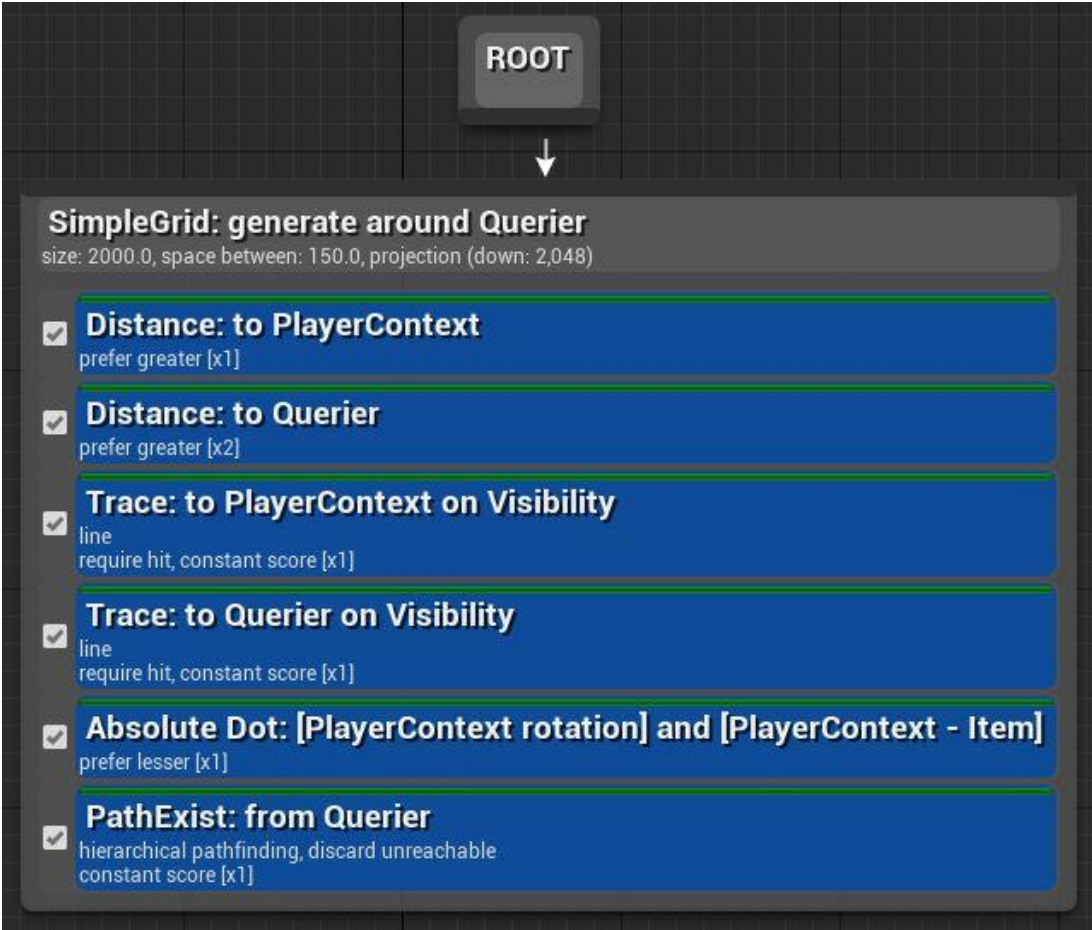 ROOT
SimpleGrid: generate around Querier
size: 2000.0, space between: 150.0, projection (down: 2,048)
Distance: to PlayerContext
prefer greater [x1]
Distance: to Querier
prefer greater [x2]
Trace: to PlayerContext on Visibility
line
require hit, constant score [x1]
Trace: to Querier on Visibility
line
require hit, constant score [x1]
Absolute Dot: [PlayerContext rotation] and [PlayerContext - Item]
prefer lesser [x1]
PathExist: from Querier
hierarchical pathfinding, discard unreachable
constant score [x1]